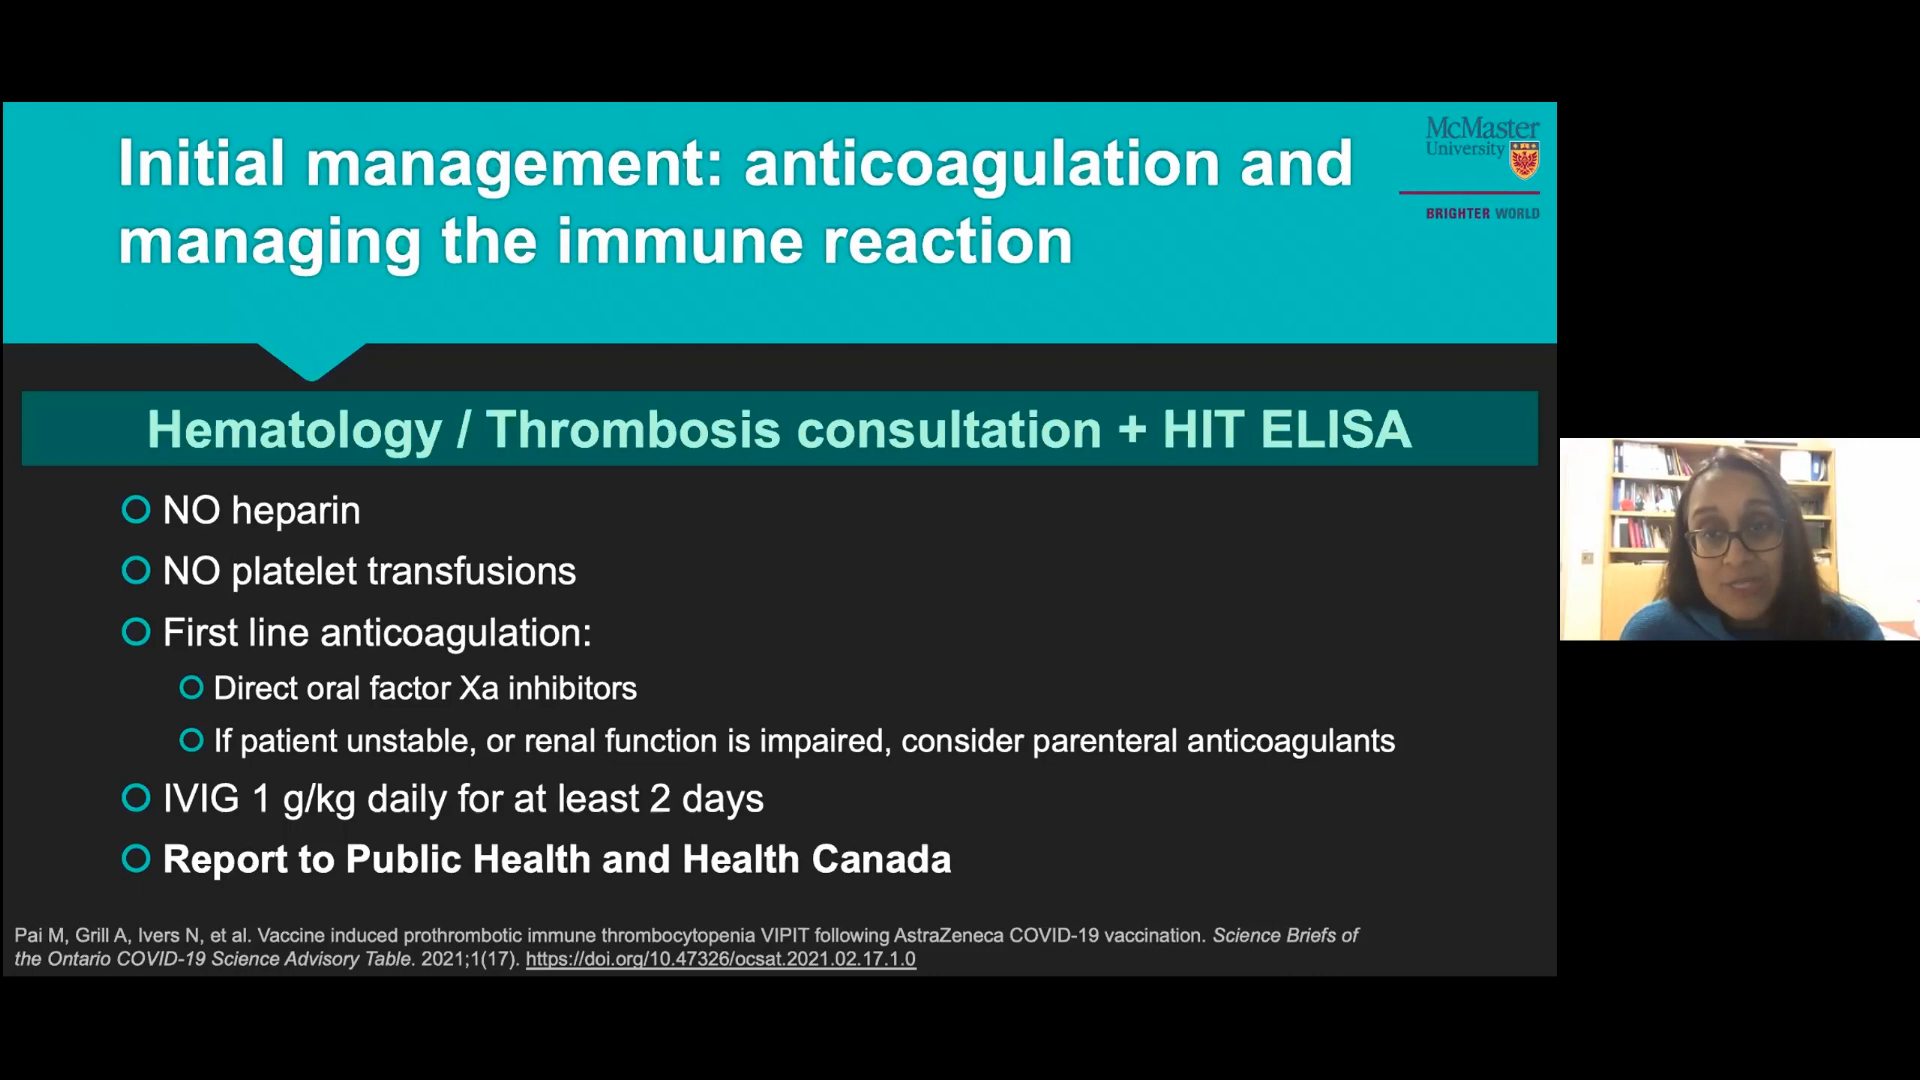 Initial management: anticoagulation and
managing the immune reaction
McMaster
University
BRIGHTER WORLD
Hematology / Thrombosis consultation + HIT ELISA
NO heparin
NO platelet transfusions
First line anticoagulation:
Direct oral factor Xa inhibitors
If patient unstable, or renal function is impaired, consider parenteral anticoagulants
IVIG 1 g/kg daily for at least 2 days
Report to Public Health and Health Canada
Pai M, Grill A, Ivers N, et al. Vaccine induced prothrombotic immune thrombocytopenia VIPIT following AstraZeneca COVID-19 vaccination. Science Briefs of
the Ontario COVID-19 Science Advisory Table. 2021;1(17). https://doi.org/10.47326/ocsat.2021.02.17.1.0